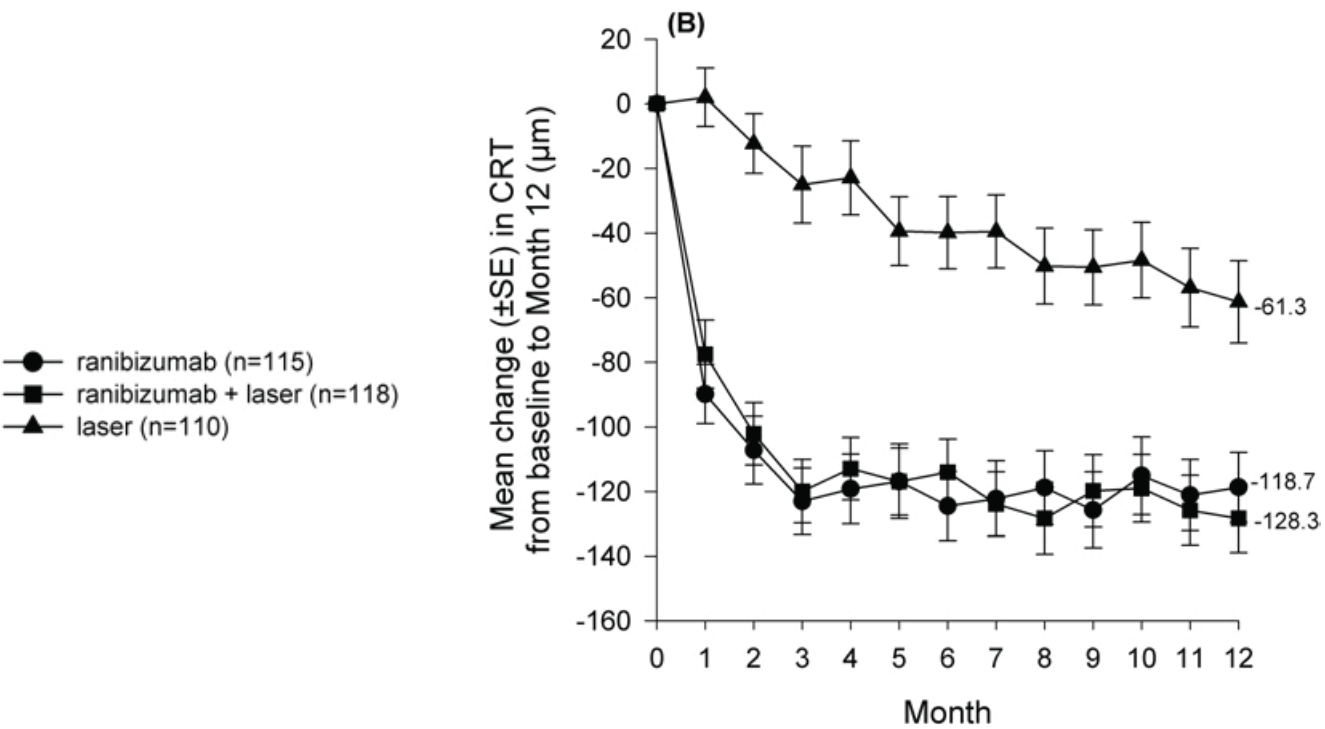 (B)
20
0
-20
-40
-60
-80
-100
-120
-140
-160
Mean change (±SE) in CRT
from baseline to Month 12 (µm)
-61.3
-118.7
-128.3
0 1 2 3 4 5 6 7 8 9 10 11 12
Month
ranibizumab (n=115)
ranibizumab + laser (n=118)
laser (n=110)